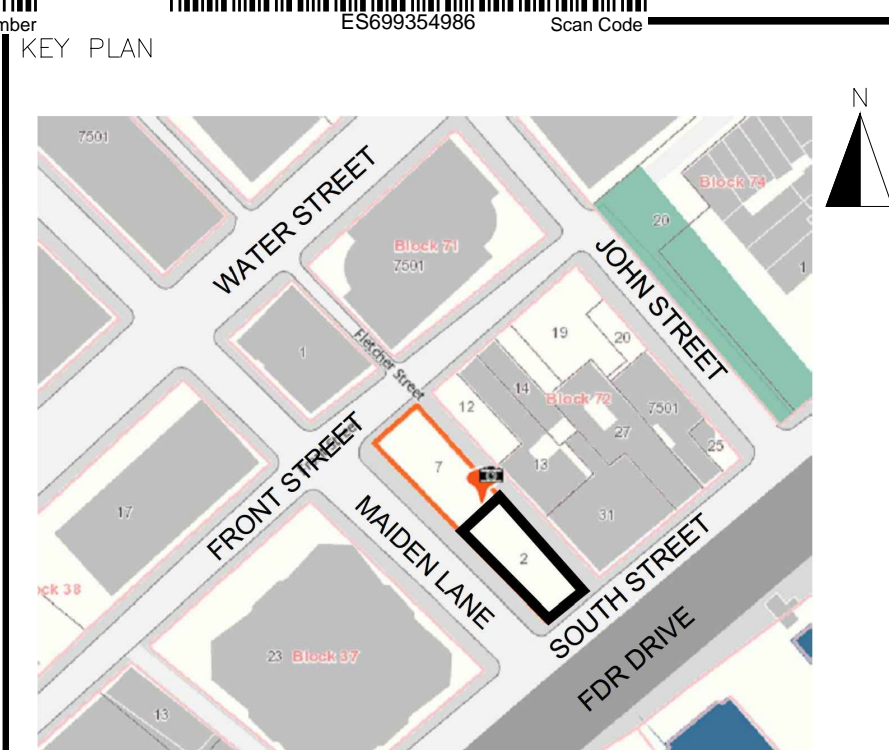 mber
ES699354986
Scan Code
KEY PLAN
N
7501
WATER STREET
Block 74
20
1
Block 71
7501
JOHN STREET
19
20
1
Fletcher Street
14
Block 72
12
7501
27
25
FRONT STREET
7
13
17
MAIDEN LANE
31
2
SOUTH STREET
ck 38
FDR DRIVE
23 Block 37
13